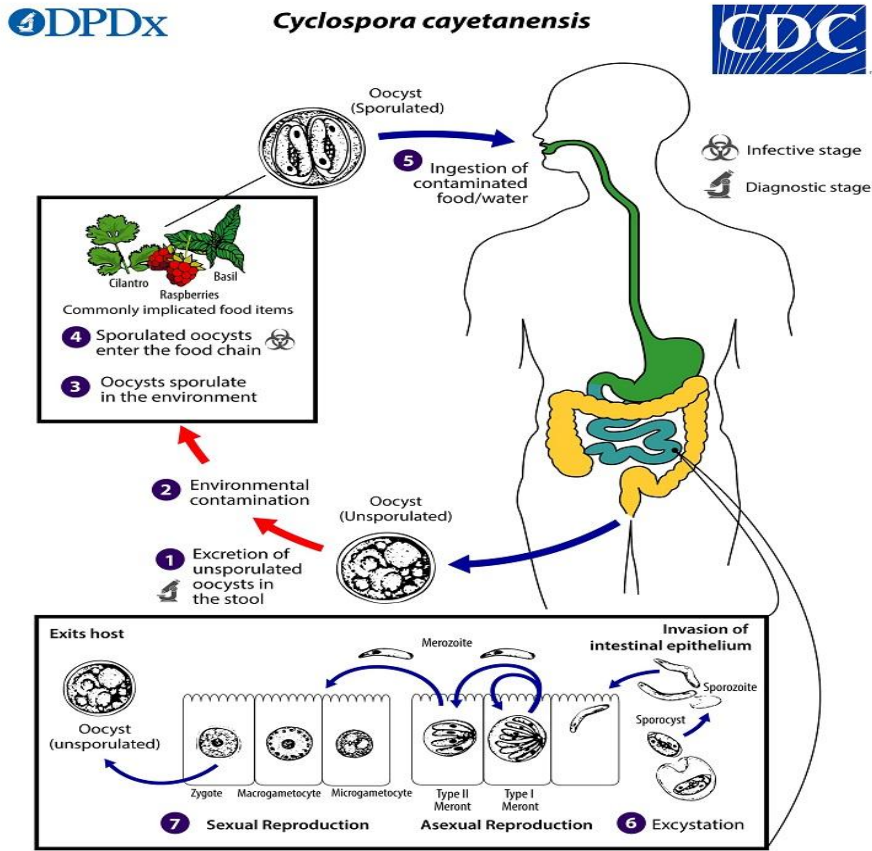 DPDx
Cyclospora cayetanensis
CDC
Oocyst
(Sporulated)
5
Ingestion of
contaminated
food/water
Infective stage
Diagnostic stage
Cilantro
Raspberries
Basil
Commonly implicated food items
4 Sporulated oocysts
enter the food chain
3 Oocysts sporulate
in the environment
2 Environmental
contamination
Oocyst
(Unsporulated)
1 Excretion of
unsporulated
oocysts in
the stool
Exits host
Oocyst
(unsporulated)
Merozoite
Invasion of
intestinal epithelium
Sporozoite
Sporocyst
Zygote
Macrogametocyte
Microgametocyte
Type II
Meront
Type I
Meront
7 Sexual Reproduction
Asexual Reproduction
6 Excystation